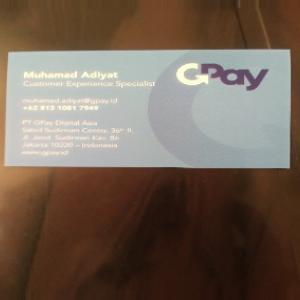 GPay
Muhamad Adiyat
Customer Experience Specialist
muhamad.adiyat@gpay.id
+62 813 1081 7949
PT GPay Digital Asia
Sahid Sudirman Center, 36th fl.
Jl. Jend. Sudirman Kav. 86
Jakarta 10220 – Indonesia
www.gpay.id